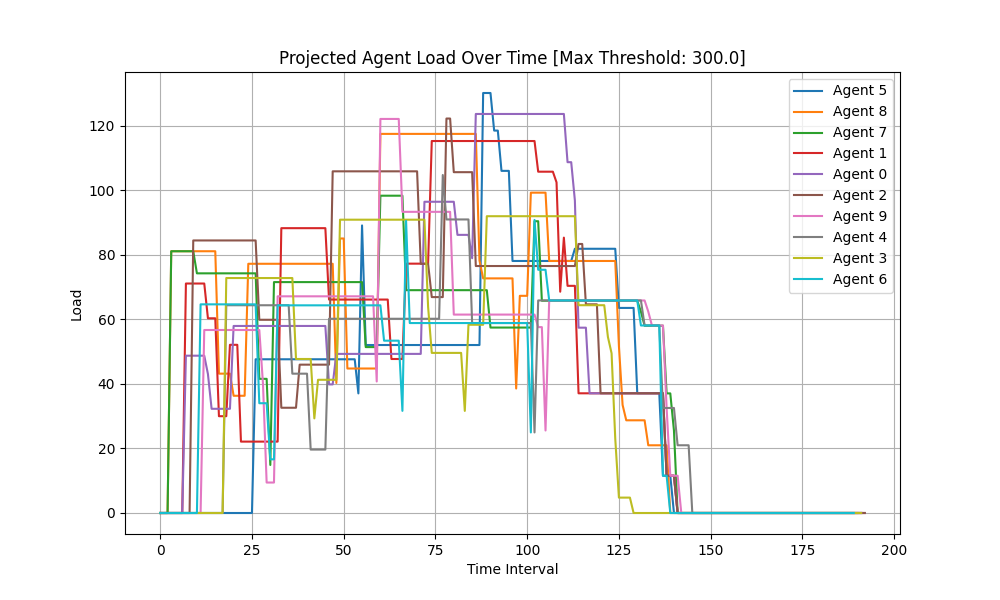 Projected Agent Load Over Time [Max Threshold: 300.0]
Load
120
100
80
60
40
20
0
0 25 50 75 100 125 150 175 200
Time Interval
Agent 5
Agent 8
Agent 7
Agent 1
Agent 0
Agent 2
Agent 9
Agent 4
Agent 3
Agent 6